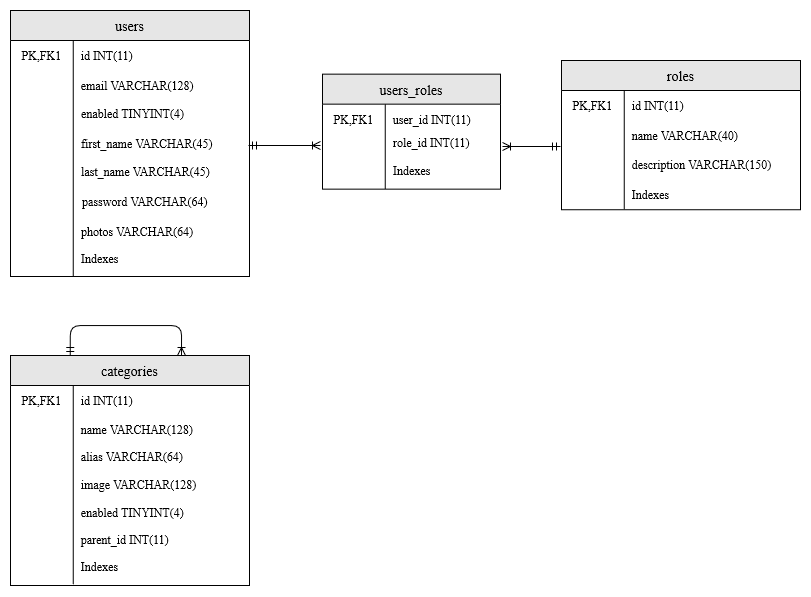 users
PK,FK1 id INT(11)
email VARCHAR(128)
enabled TINYINT(4)
first_name VARCHAR(45)
last_name VARCHAR(45)
password VARCHAR(64)
photos VARCHAR(64)
Indexes
users_roles
PK,FK1 user_id INT(11)
role_id INT(11)
Indexes
roles
PK,FK1 id INT(11)
name VARCHAR(40)
description VARCHAR(150)
Indexes
categories
PK,FK1 id INT(11)
name VARCHAR(128)
alias VARCHAR(64)
image VARCHAR(128)
enabled TINYINT(4)
parent_id INT(11)
Indexes